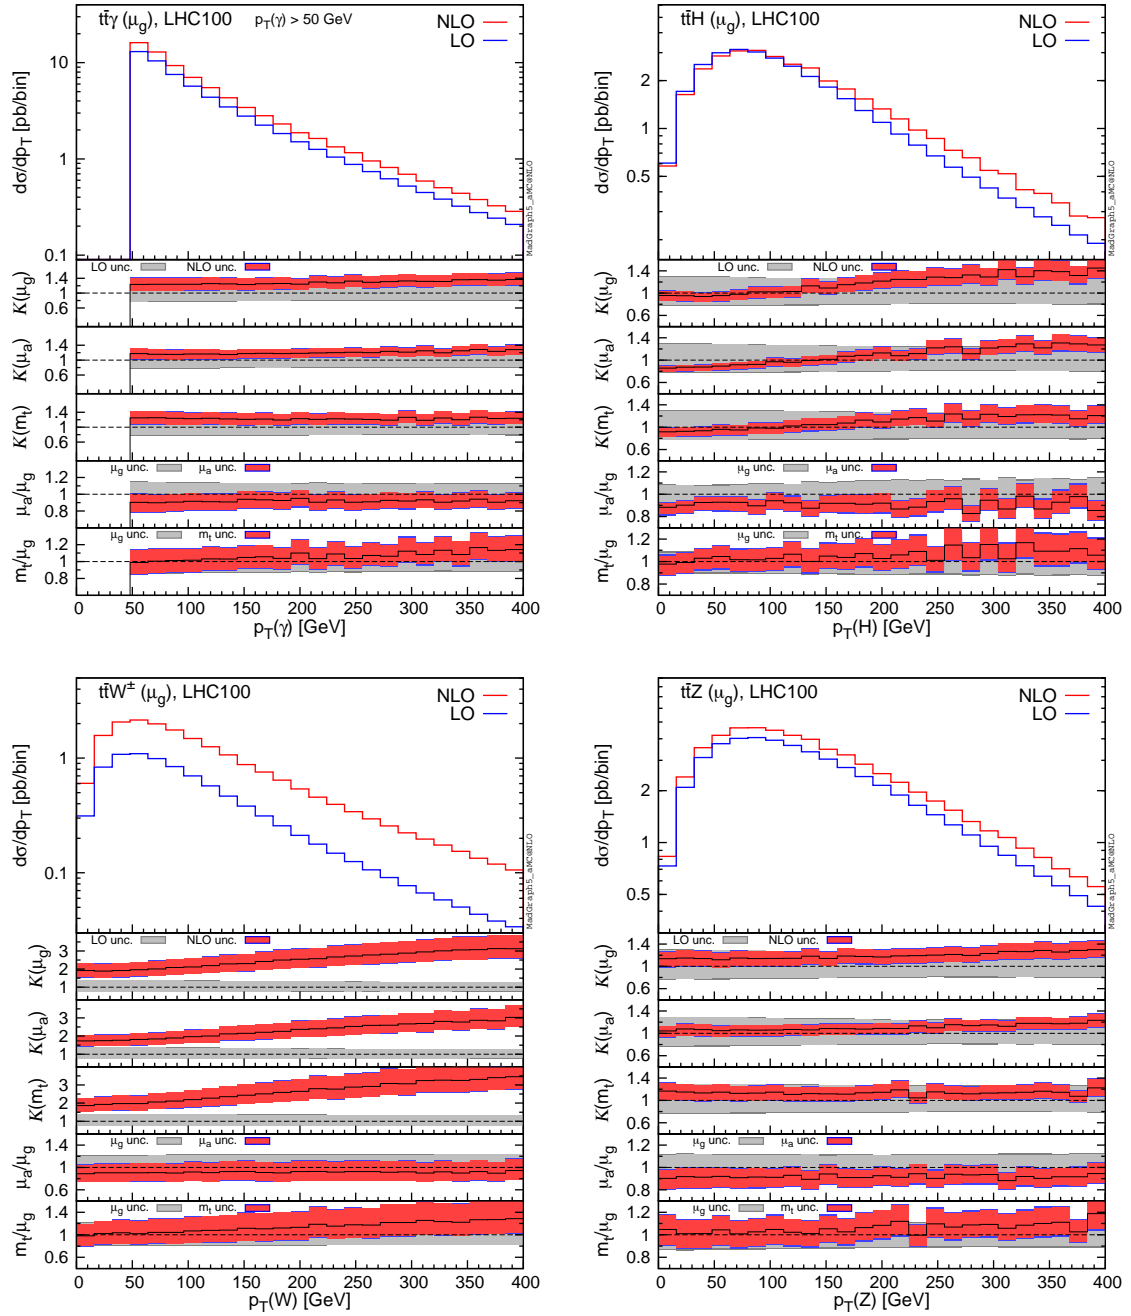 tt̄γ (μg), LHC100 pT(γ) > 50 GeV
NLO
LO
10
1
0.1
dσ/dpT [pb/bin]
MadGraph5_aMC@NLO
LO unc. NLO unc.
1.4
1
0.6
K(μg)
1.4
1
0.6
K(μa)
1.4
1
0.6
K(mt)
μg unc. μa unc.
1.2
1
0.8
μa/μg
μg unc. mt unc.
1.2
1
0.8
mt/μg
0 50 100 150 200 250 300 350 400
pT(γ) [GeV]
tt̄H (μg), LHC100
NLO
LO
2
1
0.5
dσ/dpT [pb/bin]
MadGraph5_aMC@NLO
LO unc. NLO unc.
1.4
1
0.6
K(μg)
1.4
1
0.6
K(μa)
1.4
1
0.6
K(mt)
μg unc. μa unc.
1.2
1
0.8
μa/μg
μg unc. mt unc.
1.2
1
0.8
mt/μg
0 50 100 150 200 250 300 350 400
pT(H) [GeV]
tt̄W± (μg), LHC100
NLO
LO
1
0.1
dσ/dpT [pb/bin]
MadGraph5_aMC@NLO
LO unc. NLO unc.
3
2
1
K(μg)
3
2
1
K(μa)
3
2
1
K(mt)
μg unc. μa unc.
1.4
1
0.6
μa/μg
μg unc. mt unc.
1.4
1
0.6
mt/μg
0 50 100 150 200 250 300 350 400
pT(W) [GeV]
tt̄Z (μg), LHC100
NLO
LO
2
1
0.5
dσ/dpT [pb/bin]
MadGraph5_aMC@NLO
LO unc. NLO unc.
1.4
1
0.6
K(μg)
1.4
1
0.6
K(μa)
1.4
1
0.6
K(mt)
μg unc. μa unc.
1.2
1
0.8
μa/μg
μg unc. mt unc.
1.2
1
0.8
mt/μg
0 50 100 150 200 250 300 350 400
pT(Z) [GeV]